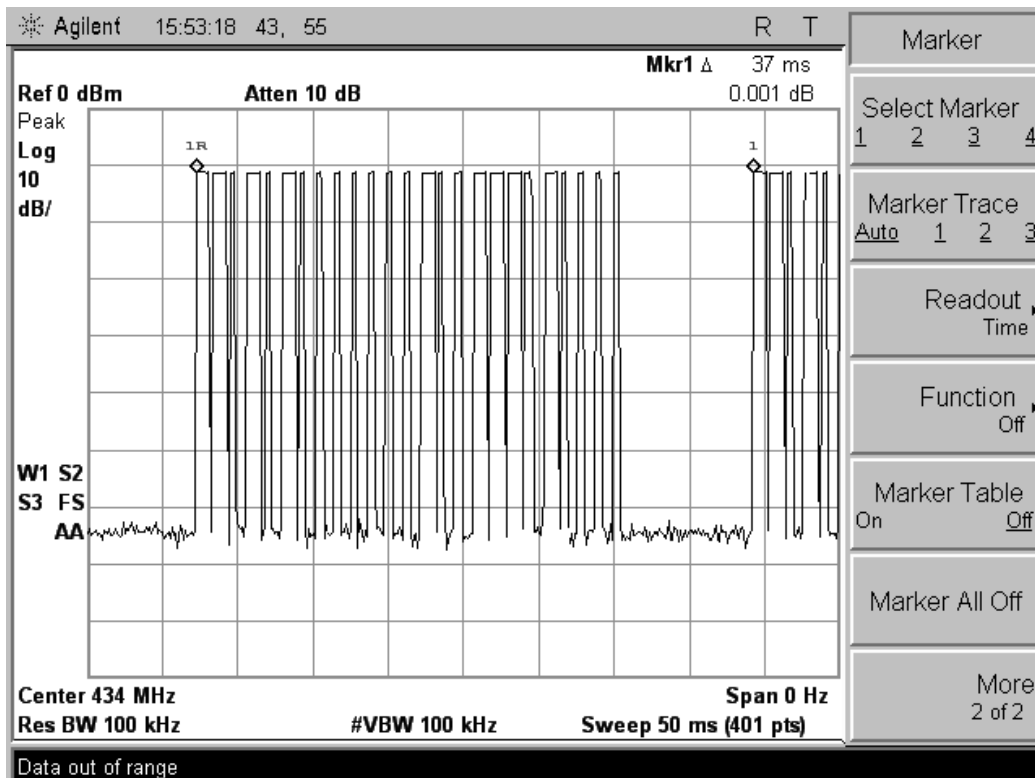 Agilent 15:53:18 43, 55 R T
Mkr1 Δ 37 ms
Ref 0 dBm Atten 10 dB 0.001 dB
Peak
Log
10
dB/
1R
1
W1 S2
S3 FS
AA
Center 434 MHz Span 0 Hz
Res BW 100 kHz #VBW 100 kHz Sweep 50 ms (401 pts)
Data out of range
Marker
Select Marker
1 2 3 4
Marker Trace
Auto 1 2 3
Readout
Time
Function
Off
Marker Table
On Off
Marker All Off
More
2 of 2